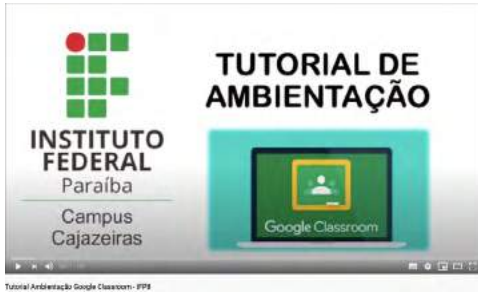 TUTORIAL DE
AMBIENTAÇÃO
INSTITUTO
FEDERAL
Paraíba
Campus
Cajazeiras
Google Classroom
Tutorial Ambientação Google Classroom - IFPB